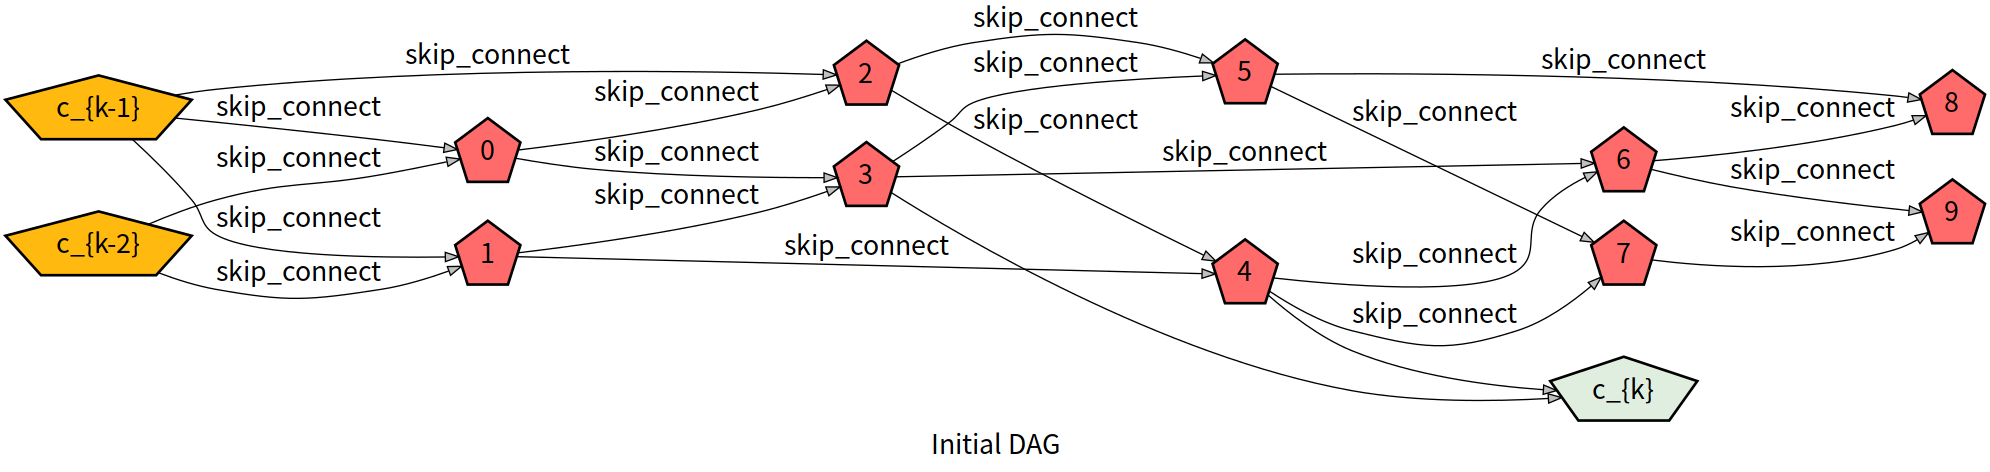 skip_connect
skip_connect
2
5
skip_connect
8
c_{k-1}
skip_connect
skip_connect
skip_connect
skip_connect
skip_connect
0
skip_connect
skip_connect
3
skip_connect
6
skip_connect
skip_connect
9
c_{k-2}
skip_connect
skip_connect
1
skip_connect
4
skip_connect
7
skip_connect
skip_connect
skip_connect
c_{k}
Initial DAG